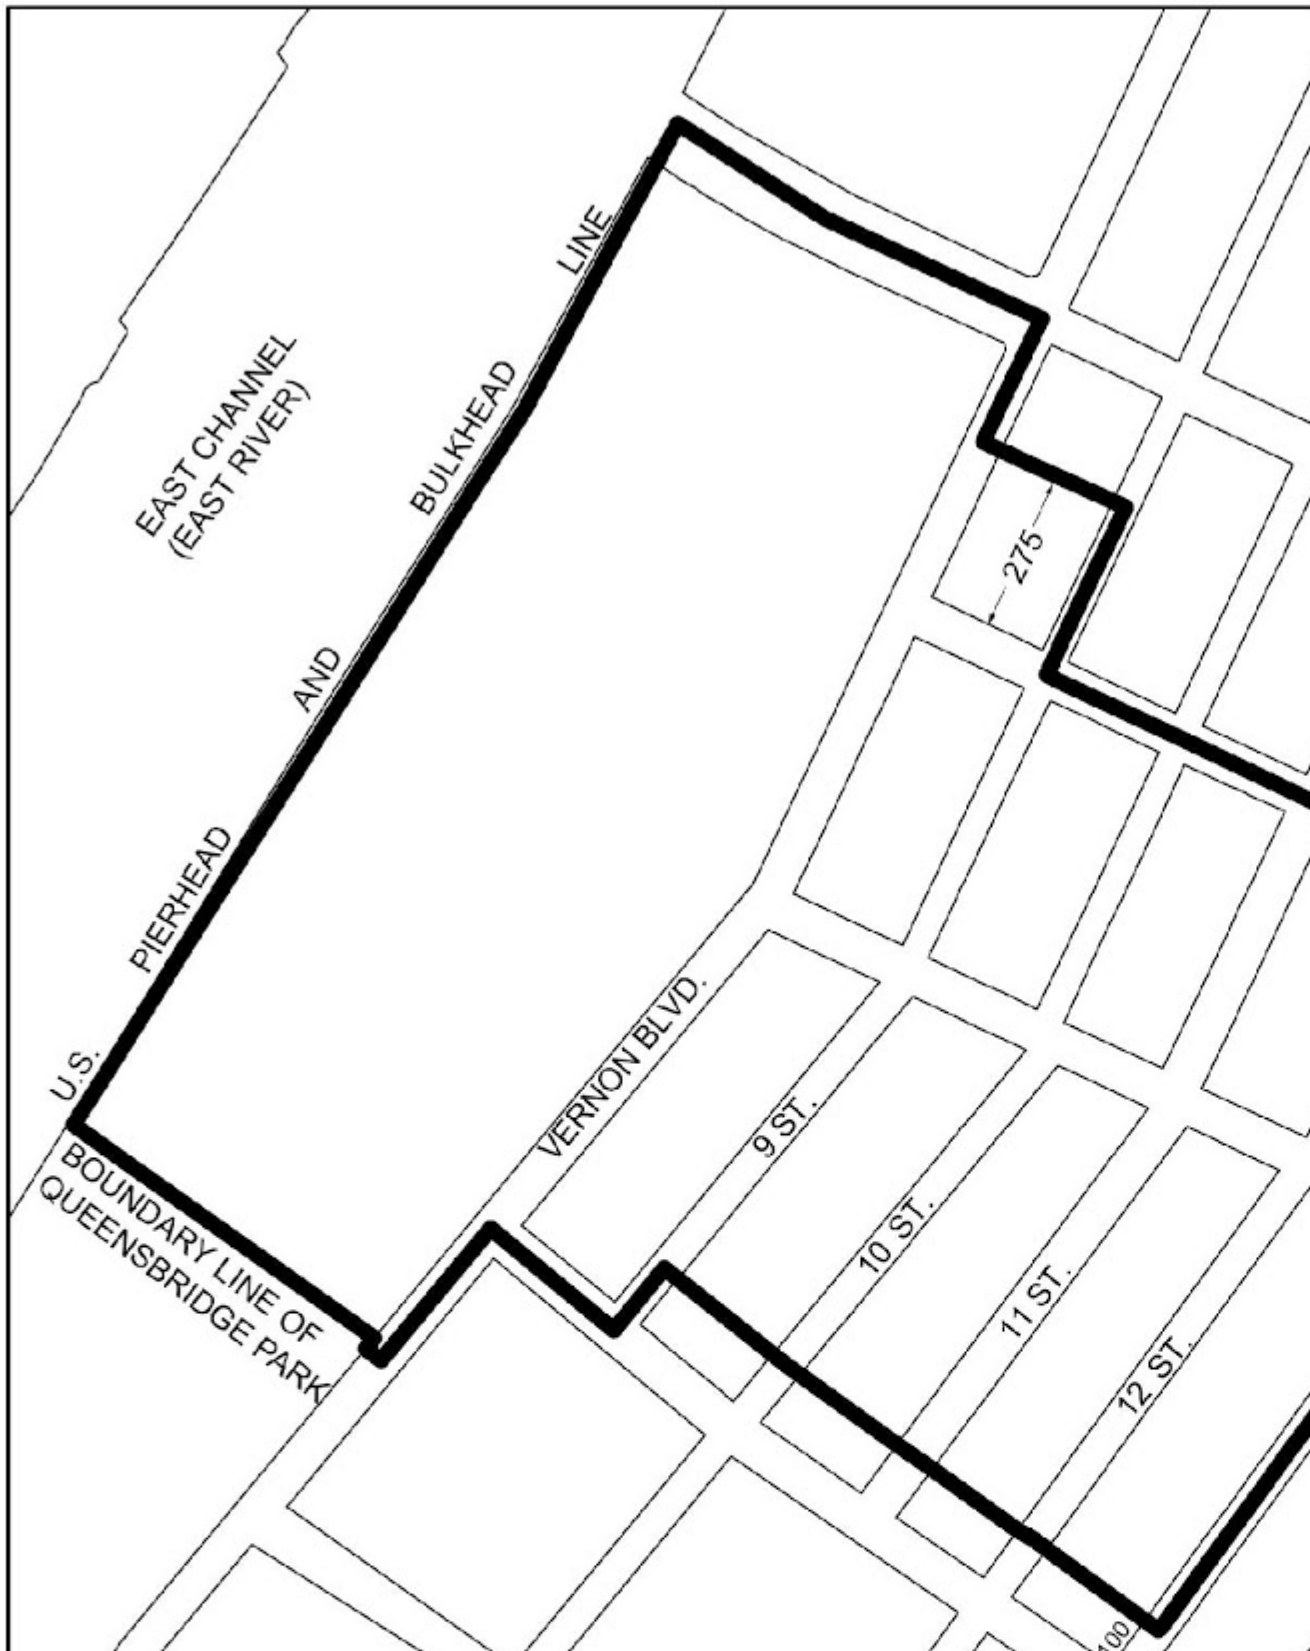 LINE
BULKHEAD
AND
PIERHEAD
U.S.
EAST CHANNEL
(EAST RIVER)
275
BOUNDARY LINE OF
QUEENSBRIDGE PARK
VERNON BLVD.
9 ST.
10 ST.
11 ST.
12 ST.
100